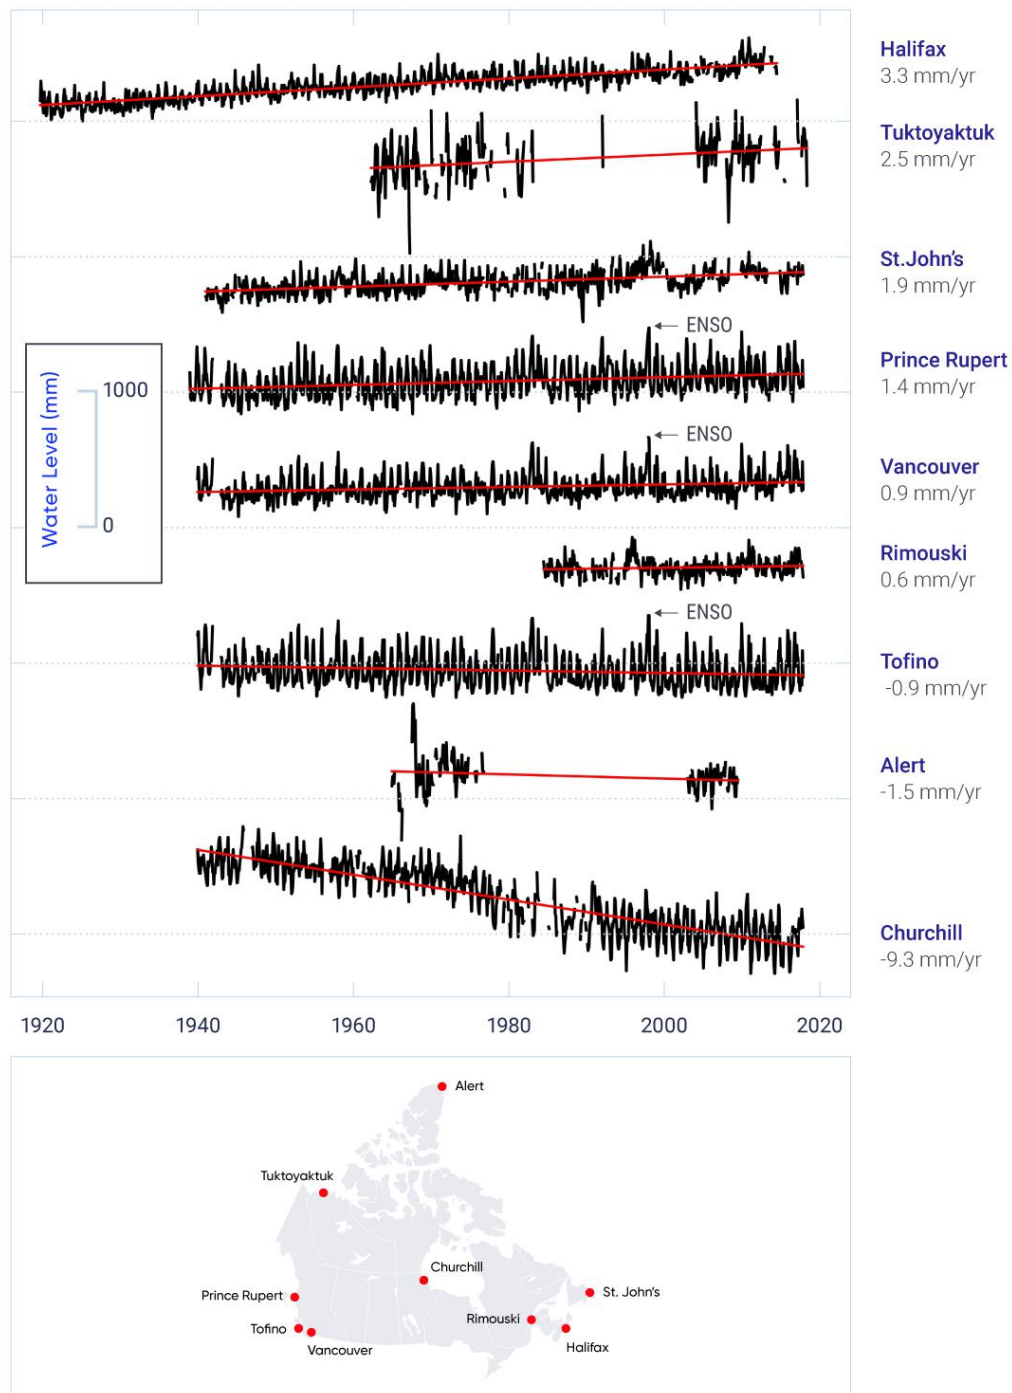 Halifax
3.3 mm/yr
Tuktoyaktuk
2.5 mm/yr
St.John's
1.9 mm/yr
← ENSO
Prince Rupert
1.4 mm/yr
← ENSO
Vancouver
0.9 mm/yr
Water Level (mm)
1000
0
Rimouski
0.6 mm/yr
← ENSO
Tofino
-0.9 mm/yr
Alert
-1.5 mm/yr
Churchill
-9.3 mm/yr
1920 1940 1960 1980 2000 2020
Alert
Tuktoyaktuk
Churchill
Prince Rupert
St. John's
Rimouski
Tofino
Vancouver
Halifax